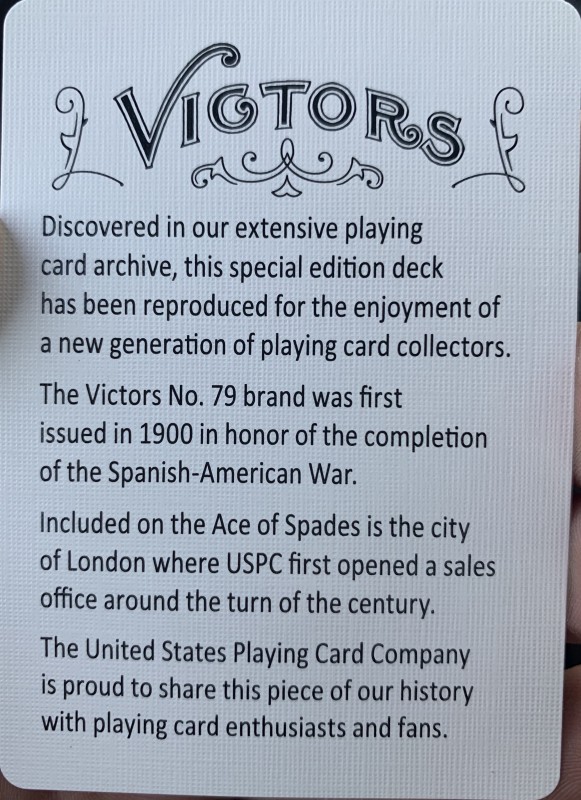 VICTORS
Discovered in our extensive playing
card archive, this special edition deck
has been reproduced for the enjoyment of
a new generation of playing card collectors.
The Victors No. 79 brand was first
issued in 1900 in honor of the completion
of the Spanish-American War.
Included on the Ace of Spades is the city
of London where USPC first opened a sales
office around the turn of the century.
The United States Playing Card Company
is proud to share this piece of our history
with playing card enthusiasts and fans.